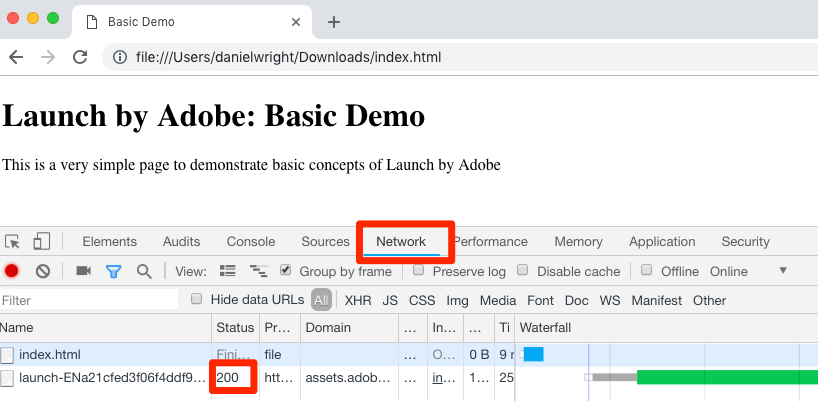 Basic Demo
file:///Users/danielwright/Downloads/index.html
Launch by Adobe: Basic Demo
This is a very simple page to demonstrate basic concepts of Launch by Adobe
Elements Audits Console Sources Network Performance Memory Application Security
View: Group by frame Preserve log Disable cache Offline Online
Filter Hide data URLs All XHR JS CSS Img Media Font Doc WS Manifest Other
Name Status Pr... Domain ... In... ... Ti Waterfall
index.html Fini... file ... O... 0 B 9
launch-ENa21cfed3f06f4ddf9... 200 htt... assets.adob... ... in... 1... 25